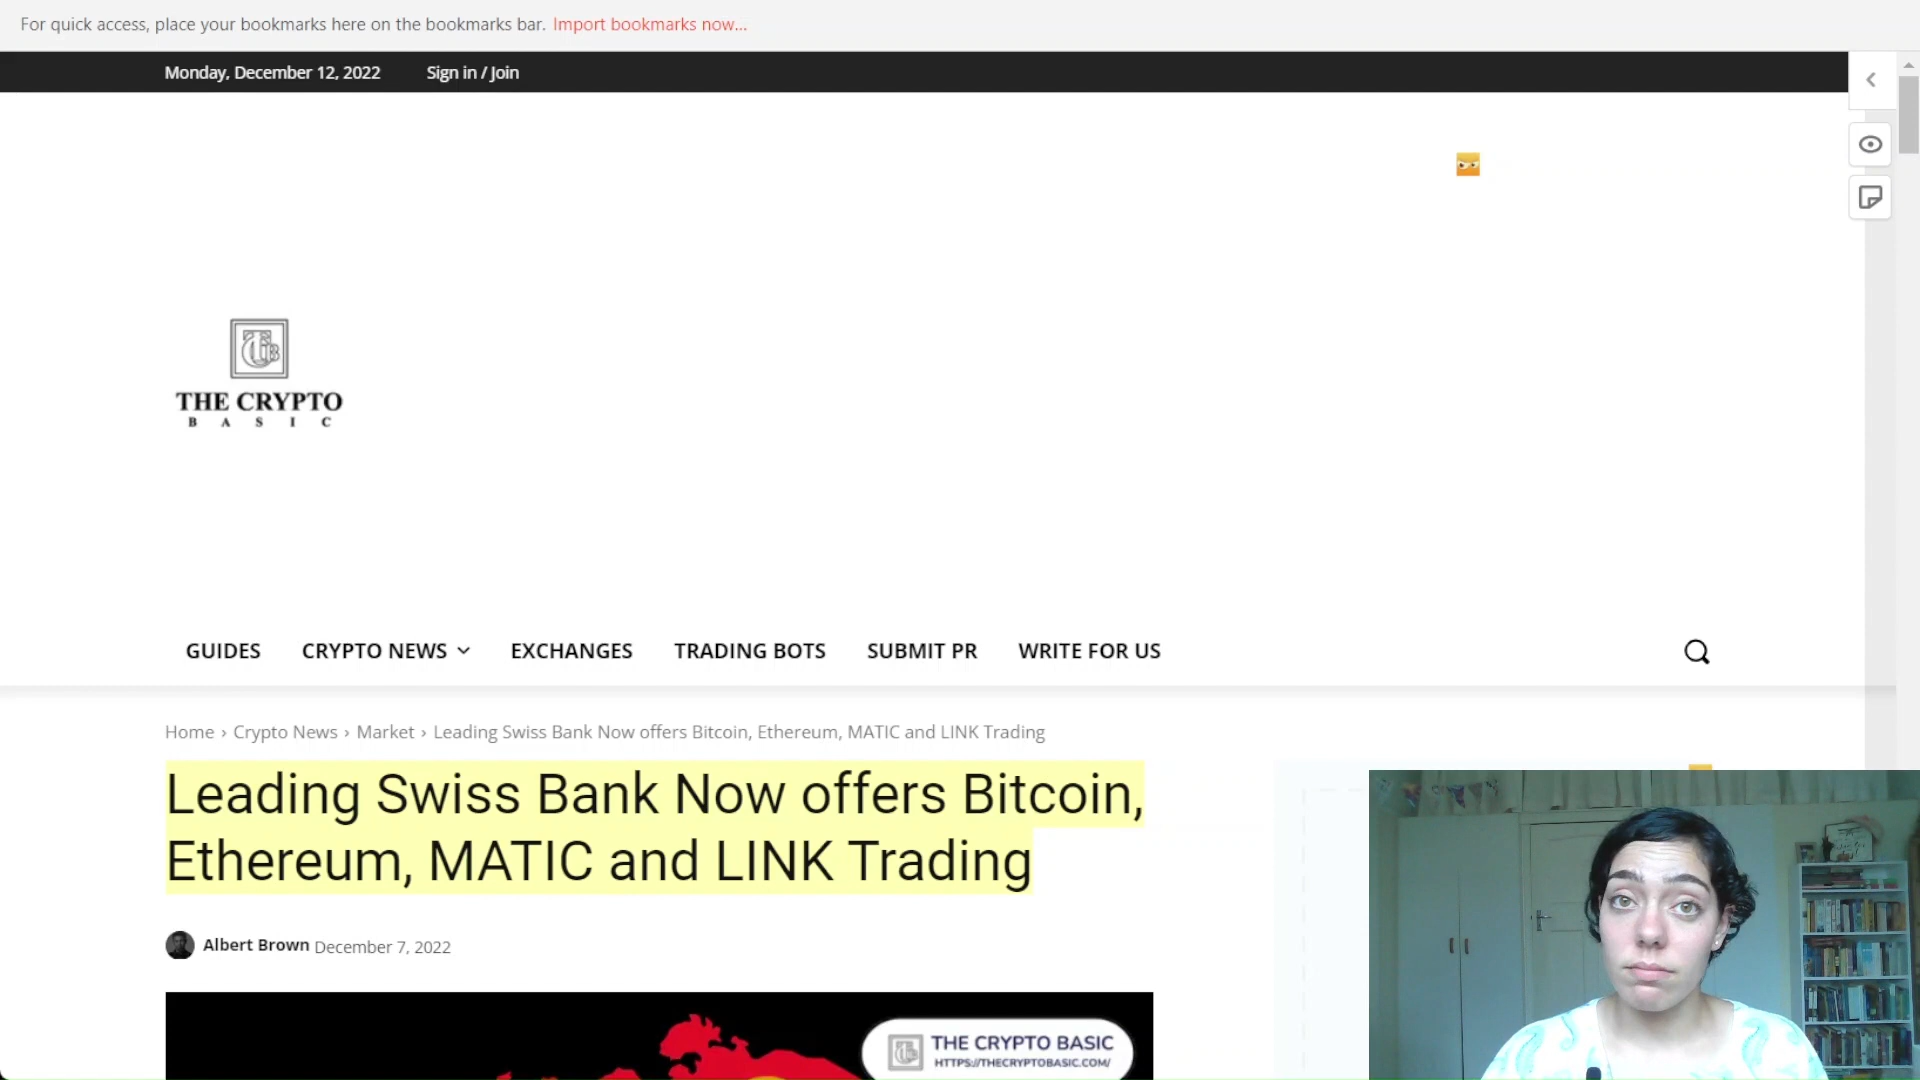 For quick access, place your bookmarks here on the bookmarks bar. Import bookmarks now...
Monday, December 12, 2022 Sign in / Join
THE CRYPTO
BASIC
GUIDES CRYPTO NEWS EXCHANGES TRADING BOTS SUBMIT PR WRITE FOR US
Home › Crypto News › Market › Leading Swiss Bank Now offers Bitcoin, Ethereum, MATIC and LINK Trading
Leading Swiss Bank Now offers Bitcoin,
Ethereum, MATIC and LINK Trading
Albert Brown December 7, 2022
THE CRYPTO BASIC
HTTPS://THECRYPTOBASIC.COM/